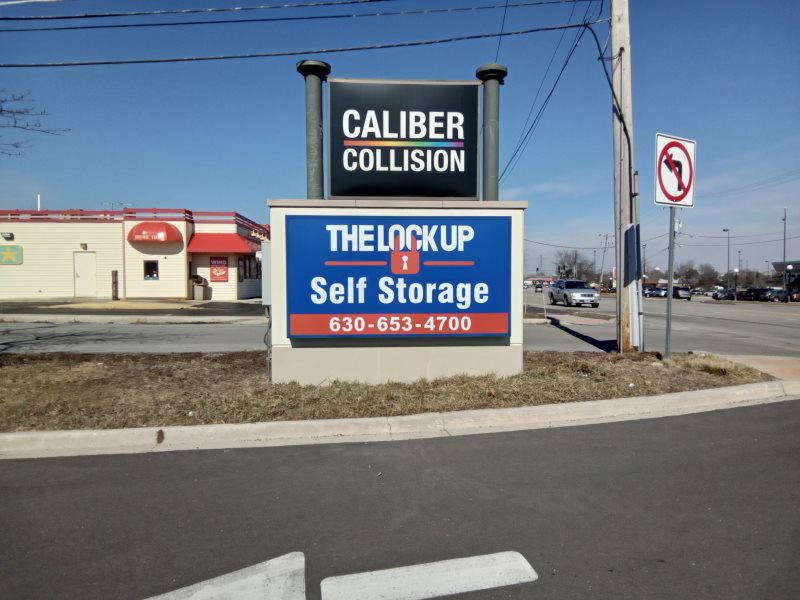 CALIBER
COLLISION
THE LOCK UP
Self Storage
630-653-4700